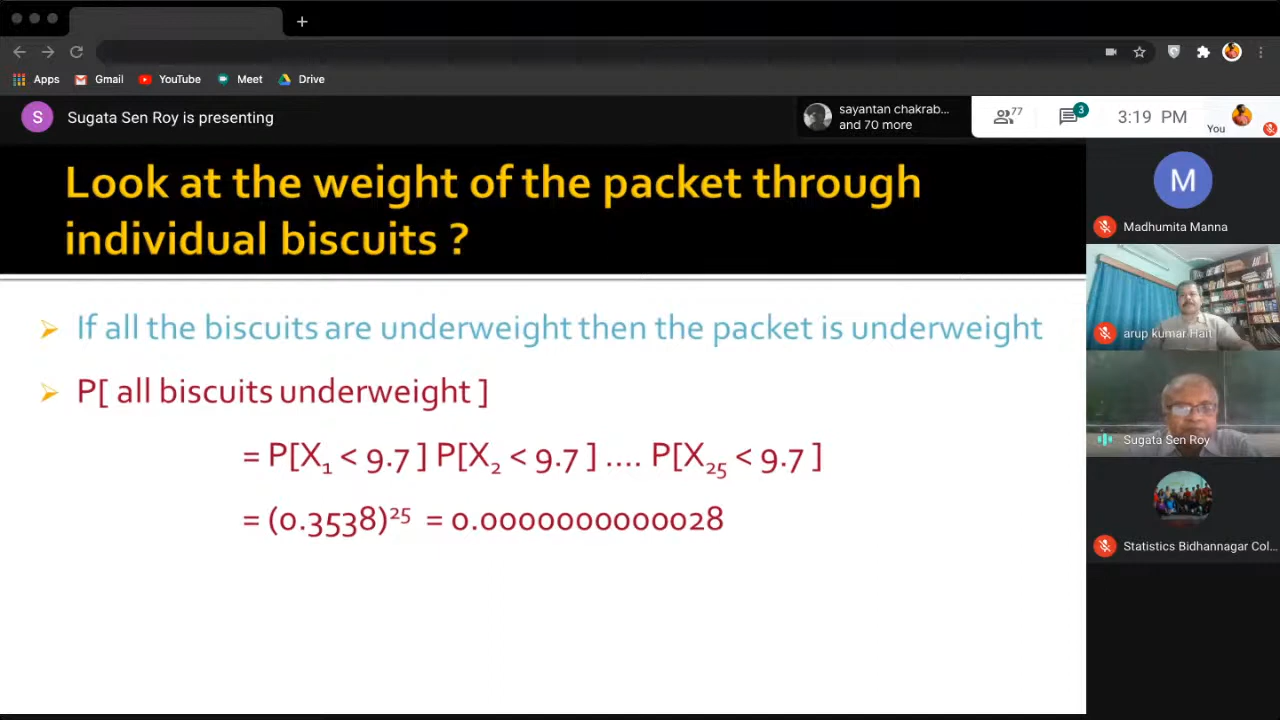 +
Apps Gmail YouTube Meet Drive
S Sugata Sen Roy is presenting
sayantan chakrab...
and 70 more
77 3 3:19 PM You
Look at the weight of the packet through
individual biscuits ?
If all the biscuits are underweight then the packet is underweight
P[ all biscuits underweight ]
= P[X₁ < 9.7 ] P[X₂ < 9.7 ] .... P[X₂₅ < 9.7 ]
= (0.3538)²⁵ = 0.0000000000028
M
Madhumita Manna
arup kumar Hait
Sugata Sen Roy
Statistics Bidhannagar Col...